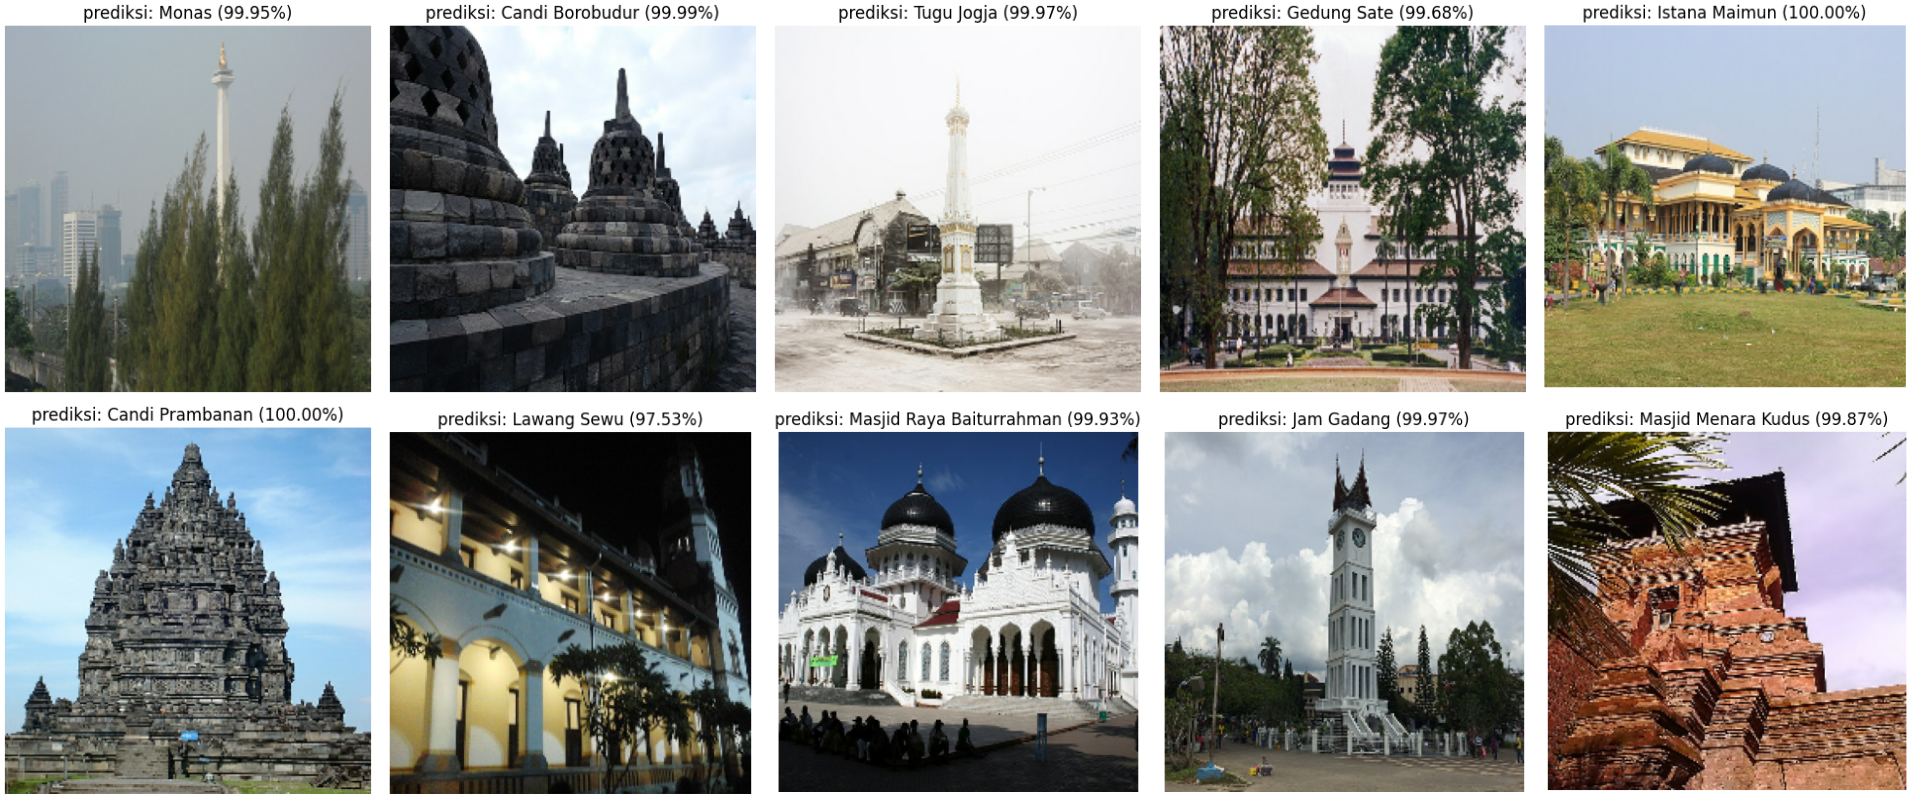 prediksi: Monas (99.95%)
prediksi: Candi Borobudur (99.99%)
prediksi: Tugu Jogja (99.97%)
prediksi: Gedung Sate (99.68%)
prediksi: Istana Maimun (100.00%)
prediksi: Candi Prambanan (100.00%)
prediksi: Lawang Sewu (97.53%)
prediksi: Masjid Raya Baiturrahman (99.93%)
prediksi: Jam Gadang (99.97%)
prediksi: Masjid Menara Kudus (99.87%)